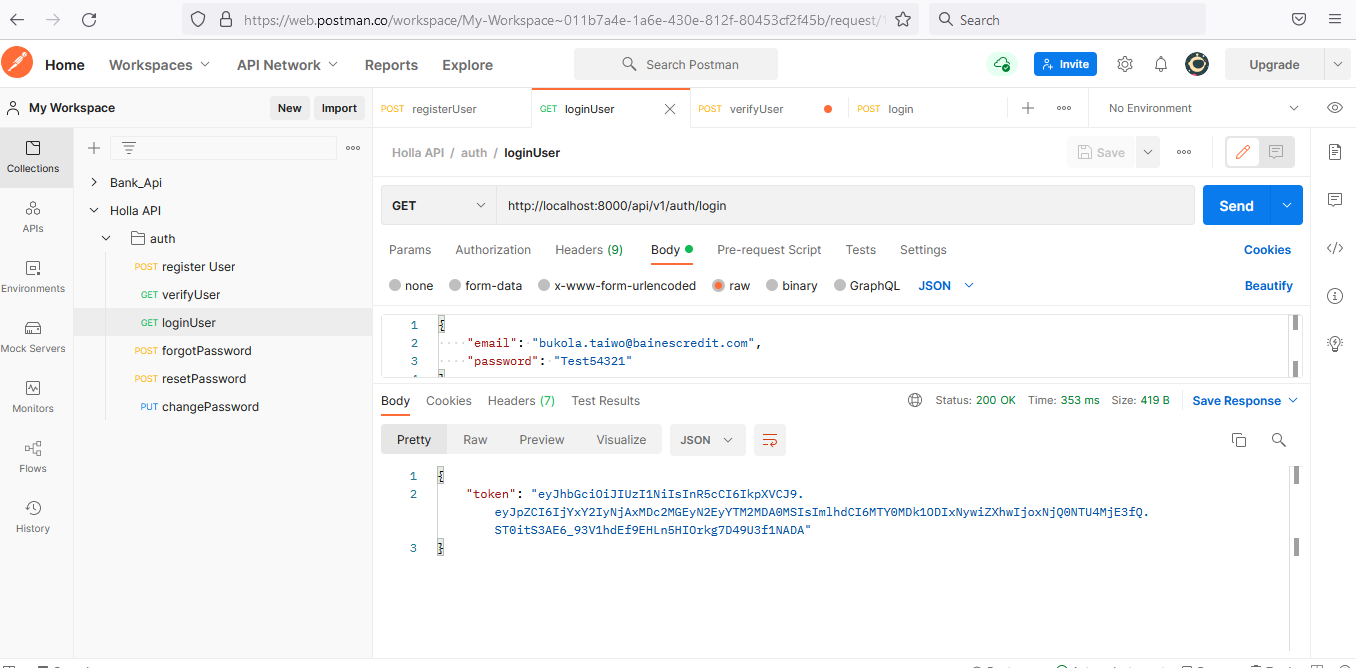 https://web.postman.co/workspace/My-Workspace~011b7a4e-1a6e-430e-812f-80453cf2f45b/request/
Search
Home Workspaces API Network Reports Explore Search Postman Invite Upgrade
My Workspace New Import
POST registerUser GET loginUser POST verifyUser POST login No Environment
Collections
APIs
Environments
Mock Servers
Monitors
Flows
History
Bank_Api
Holla API
auth
POST register User
GET verifyUser
GET loginUser
POST forgotPassword
POST resetPassword
PUT changePassword
Holla API / auth / loginUser Save
GET http://localhost:8000/api/v1/auth/login Send
Params Authorization Headers (9) Body Pre-request Script Tests Settings Cookies
none form-data x-www-form-urlencoded raw binary GraphQL JSON Beautify
1 {
2 "email": "bukola.taiwo@bainescredit.com",
3 "password": "Test54321"
Body Cookies Headers (7) Test Results Status: 200 OK Time: 353 ms Size: 419 B Save Response
Pretty Raw Preview Visualize JSON
1 {
2 "token": "eyJhbGciOiJIUzI1NiIsInR5cCI6IkpXVCJ9.
eyJpZCI6IjYxY2IyNjAxMDc2MGEyN2EyYTM2MDA0MSIsImlhdCI6MTY0MDk1ODIxNywiZXhwIjoxNjQ0NTU4MjE3fQ.
ST0itS3AE6_93V1hdEf9EHLn5HIOrkg7D49U3f1NADA"
3 }